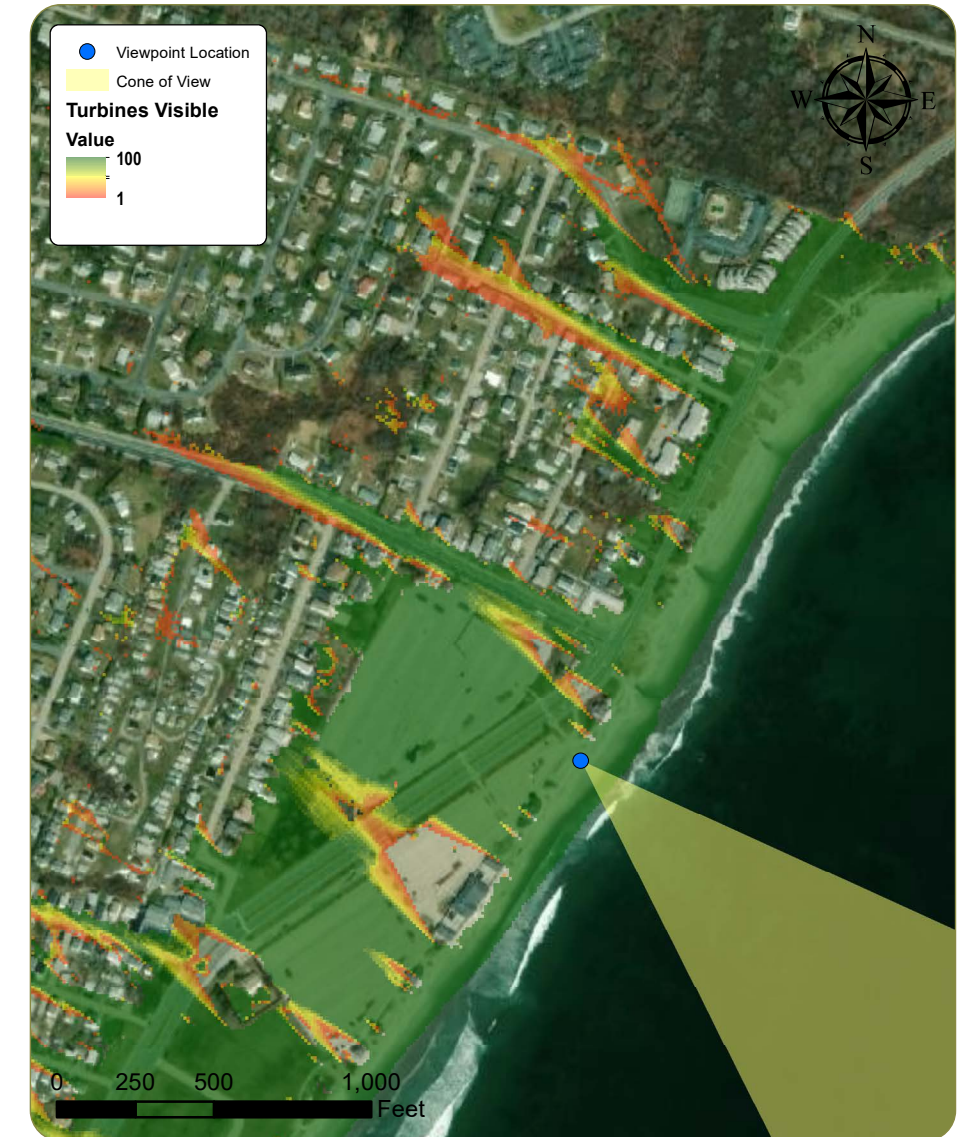 Viewpoint Location
Cone of View
Turbines Visible
Value
100
1
N
W E
S
0 250 500 1,000
Feet